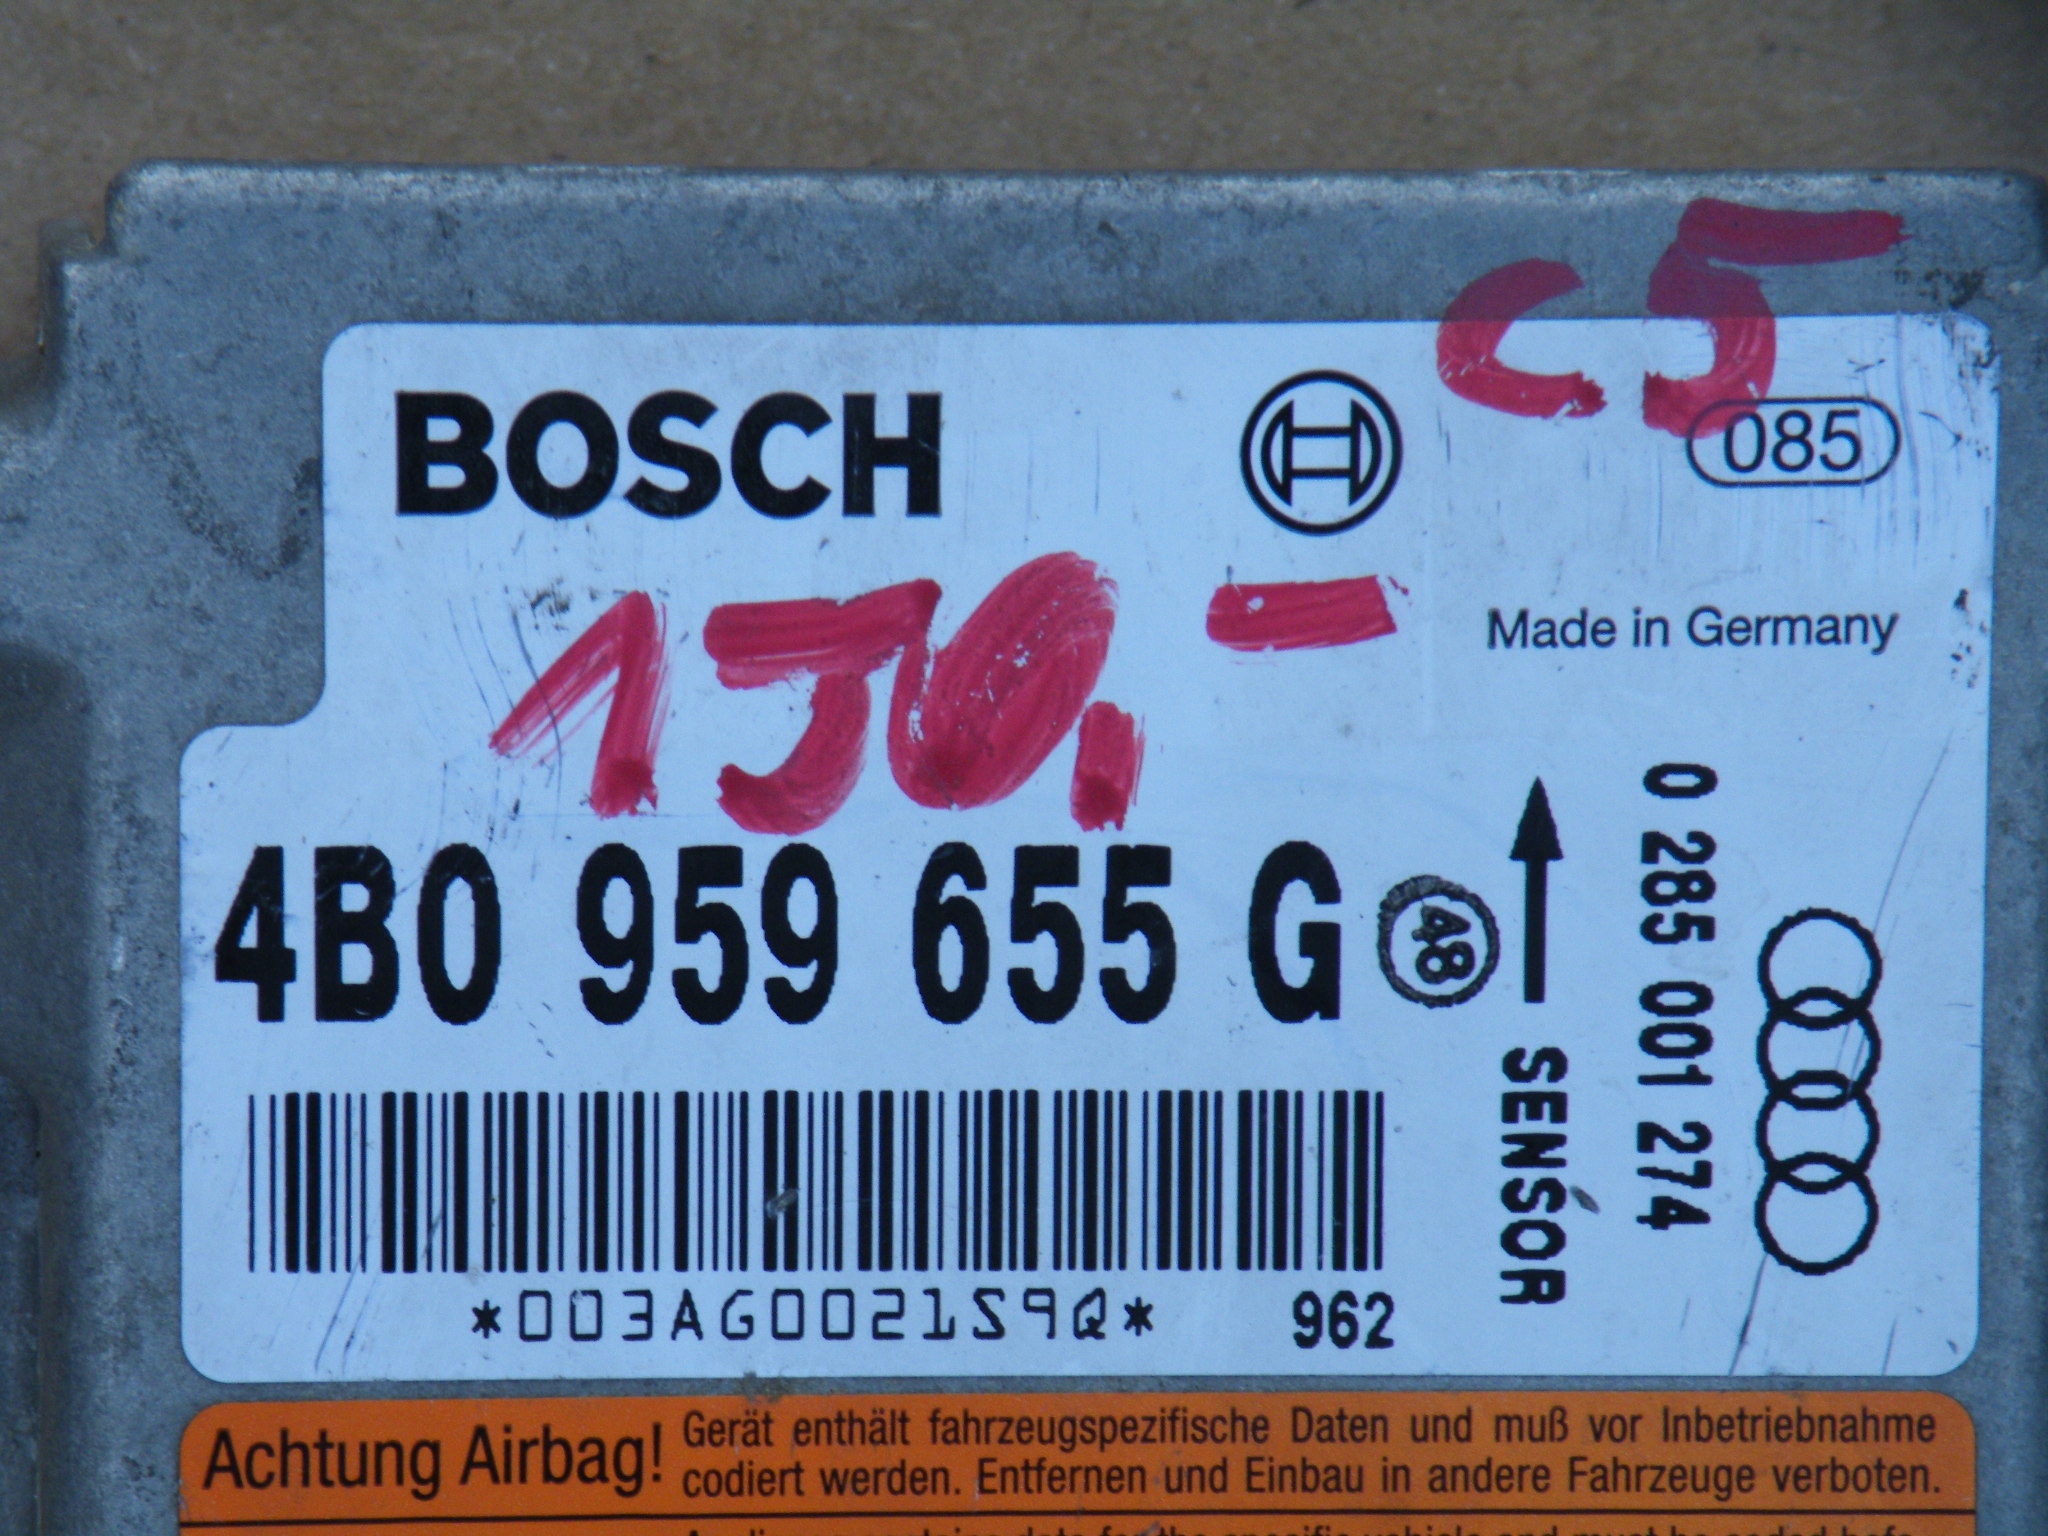 C5
BOSCH
085
150,-
Made in Germany
4B0 959 655 G
48
SENSOR
0 285 001 274
*003AG002159Q*
962
Achtung Airbag!
Gerät enthält fahrzeugspezifische Daten und muß vor Inbetriebnahme
codiert werden. Entfernen und Einbau in andere Fahrzeuge verboten.